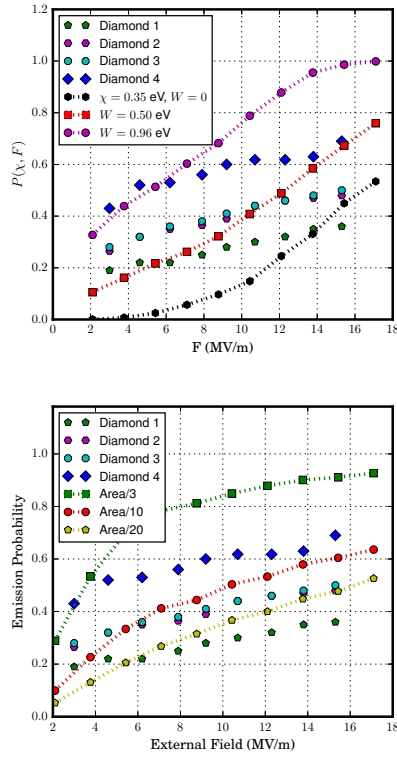 1.2
1.0
0.8
0.6
0.4
0.2
0.0
P(χ, F)
Diamond 1
Diamond 2
Diamond 3
Diamond 4
χ = 0.35 eV, W = 0
W = 0.50 eV
W = 0.96 eV
0 2 4 6 8 10 12 14 16 18
F (MV/m)
1.0
0.8
0.6
0.4
0.2
0.0
Emission Probability
Diamond 1
Diamond 2
Diamond 3
Diamond 4
Area/3
Area/10
Area/20
2 4 6 8 10 12 14 16 18
External Field (MV/m)